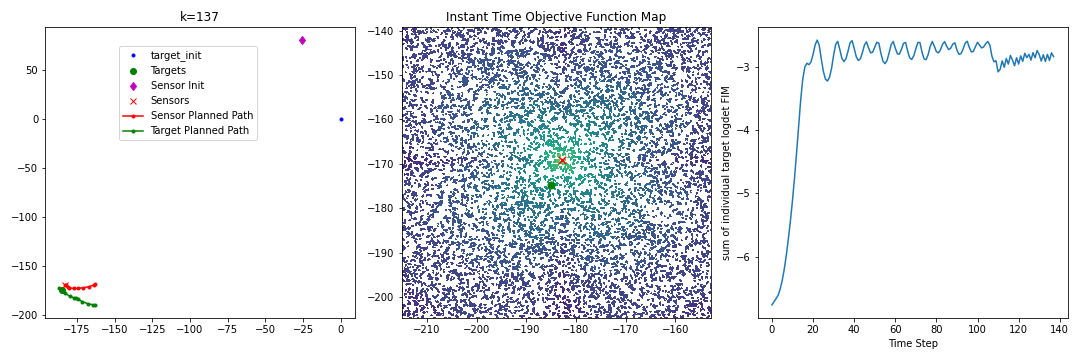 k=137
target_init
Targets
Sensor Init
Sensors
Sensor Planned Path
Target Planned Path
50
0
−50
−100
−150
−200
−175 −150 −125 −100 −75 −50 −25 0
Instant Time Objective Function Map
−140
−150
−160
−170
−180
−190
−200
−210 −200 −190 −180 −170 −160
sum of individual target logdet FIM
−3
−4
−5
−6
0 20 40 60 80 100 120 140
Time Step